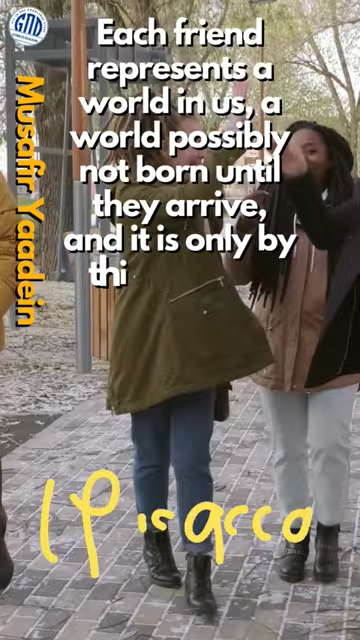 GND
Each friend
represents a
world in us, a
world possibly
not born until
they arrive,
and it is only by
thi
Musafir Yaadein